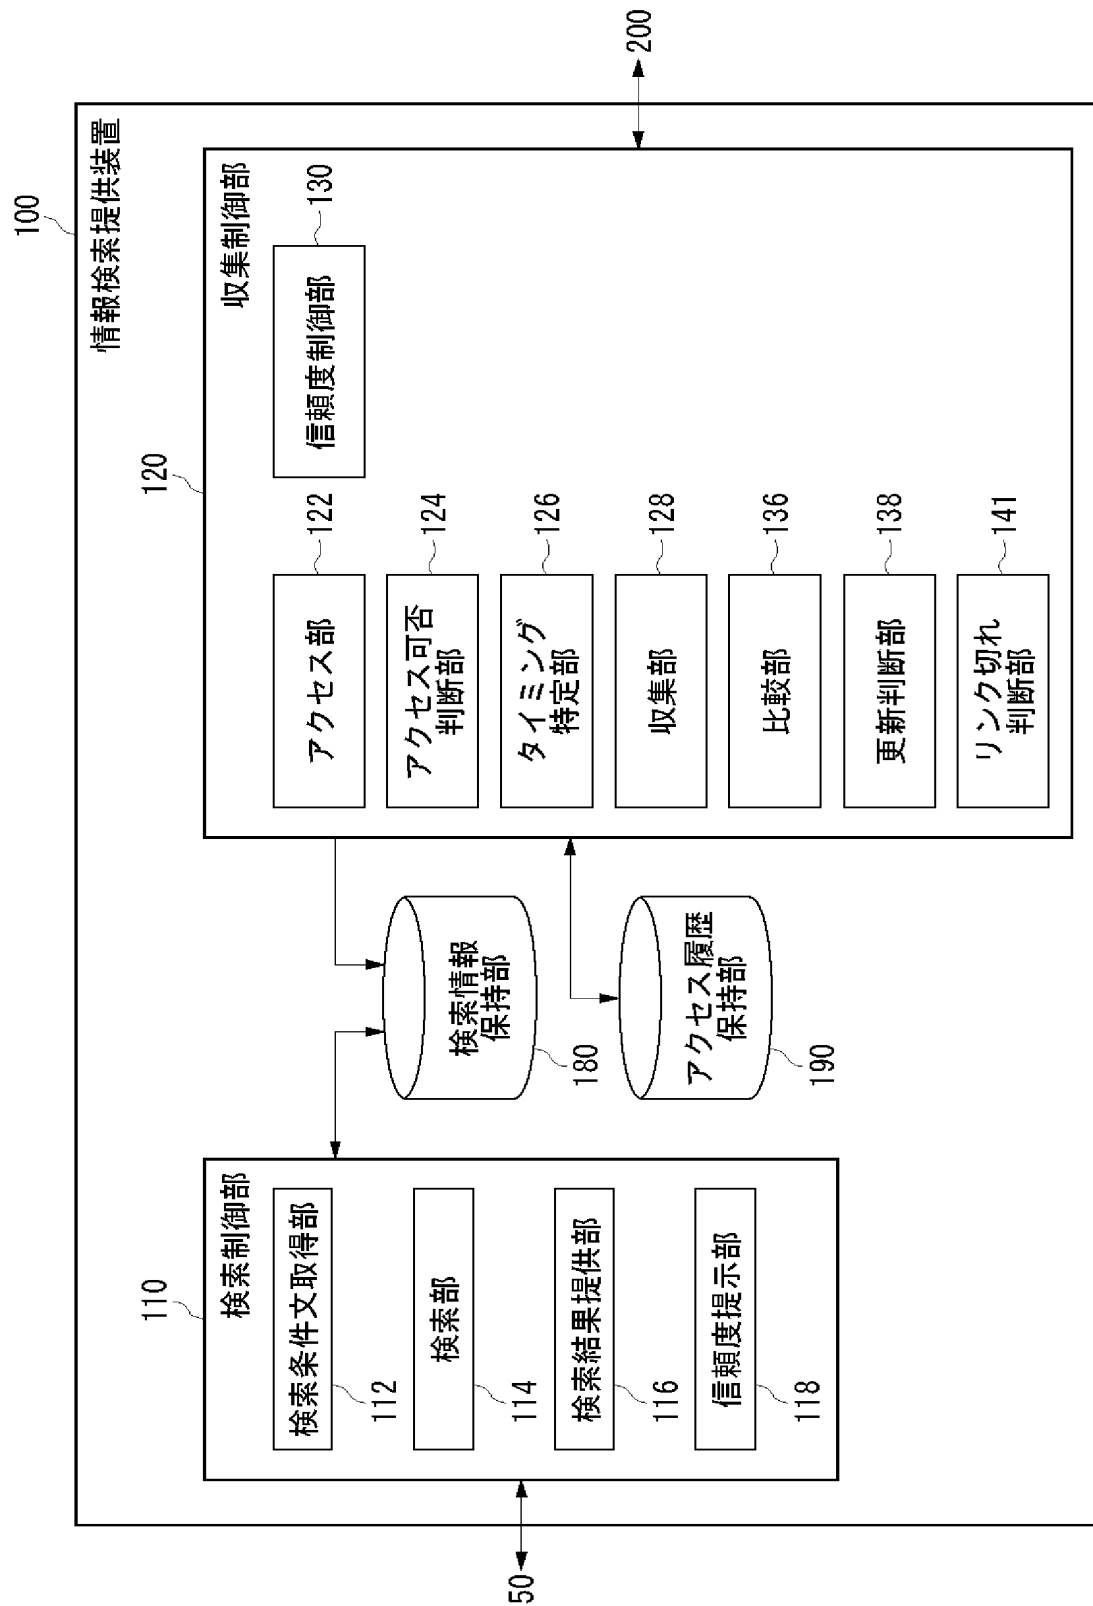 100
情報検索提供装置
110
検索制御部
検索条件文取得部
112
検索部
114
検索結果提供部
116
信頼度提示部
118
50
検索情報
保持部
180
アクセス履歴
保持部
190
120
収集制御部
アクセス部
122
アクセス可否
判断部
124
タイミング
特定部
126
収集部
128
比較部
136
更新判断部
138
リンク切れ
判断部
141
信頼度制御部
130
200